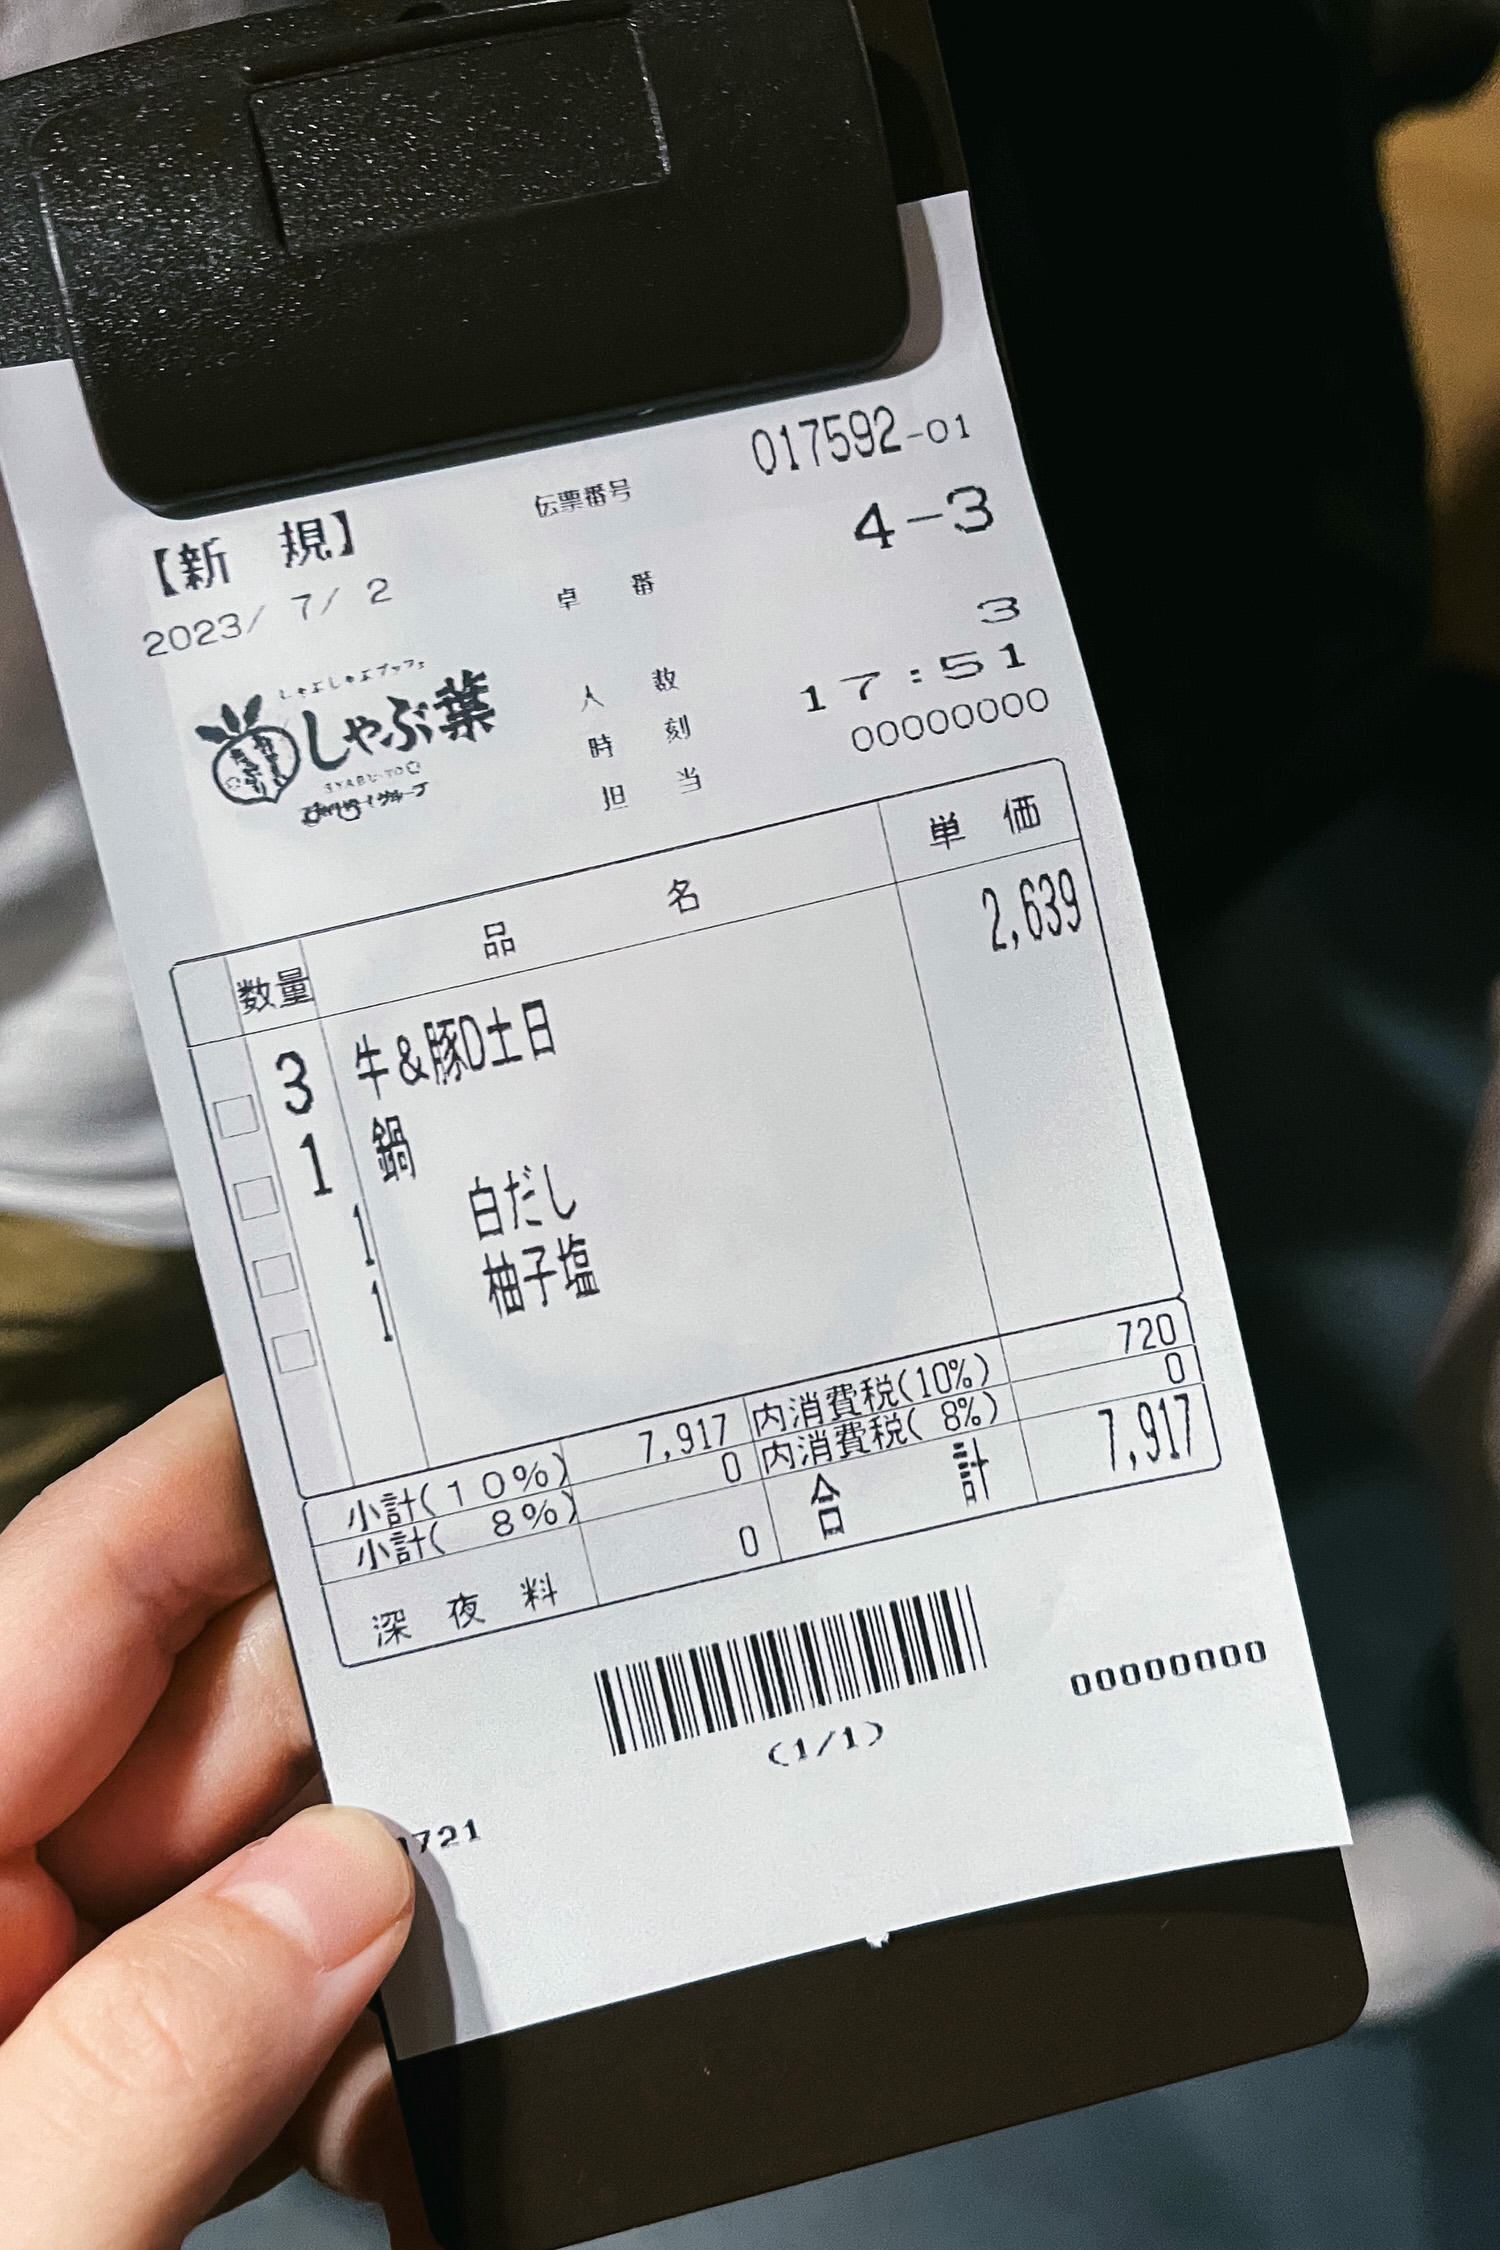 伝票番号 017592-01
【新 規】
卓 番 4-3
2023/ 7/ 2
人 数 3
しゃぶしゃぶブッフェ
しゃぶ葉
SYABU-YO
時 刻 17:51
担 当 00000000
数量 品 名 単 価
3 牛&豚D土日 2,639
1 鍋
1 白だし
1 柚子塩
小計(10%) 7,917 内消費税(10%) 720
小計( 8%) 0 内消費税( 8%) 0
深 夜 料 0 合 計 7,917
(1/1)
00000000
721